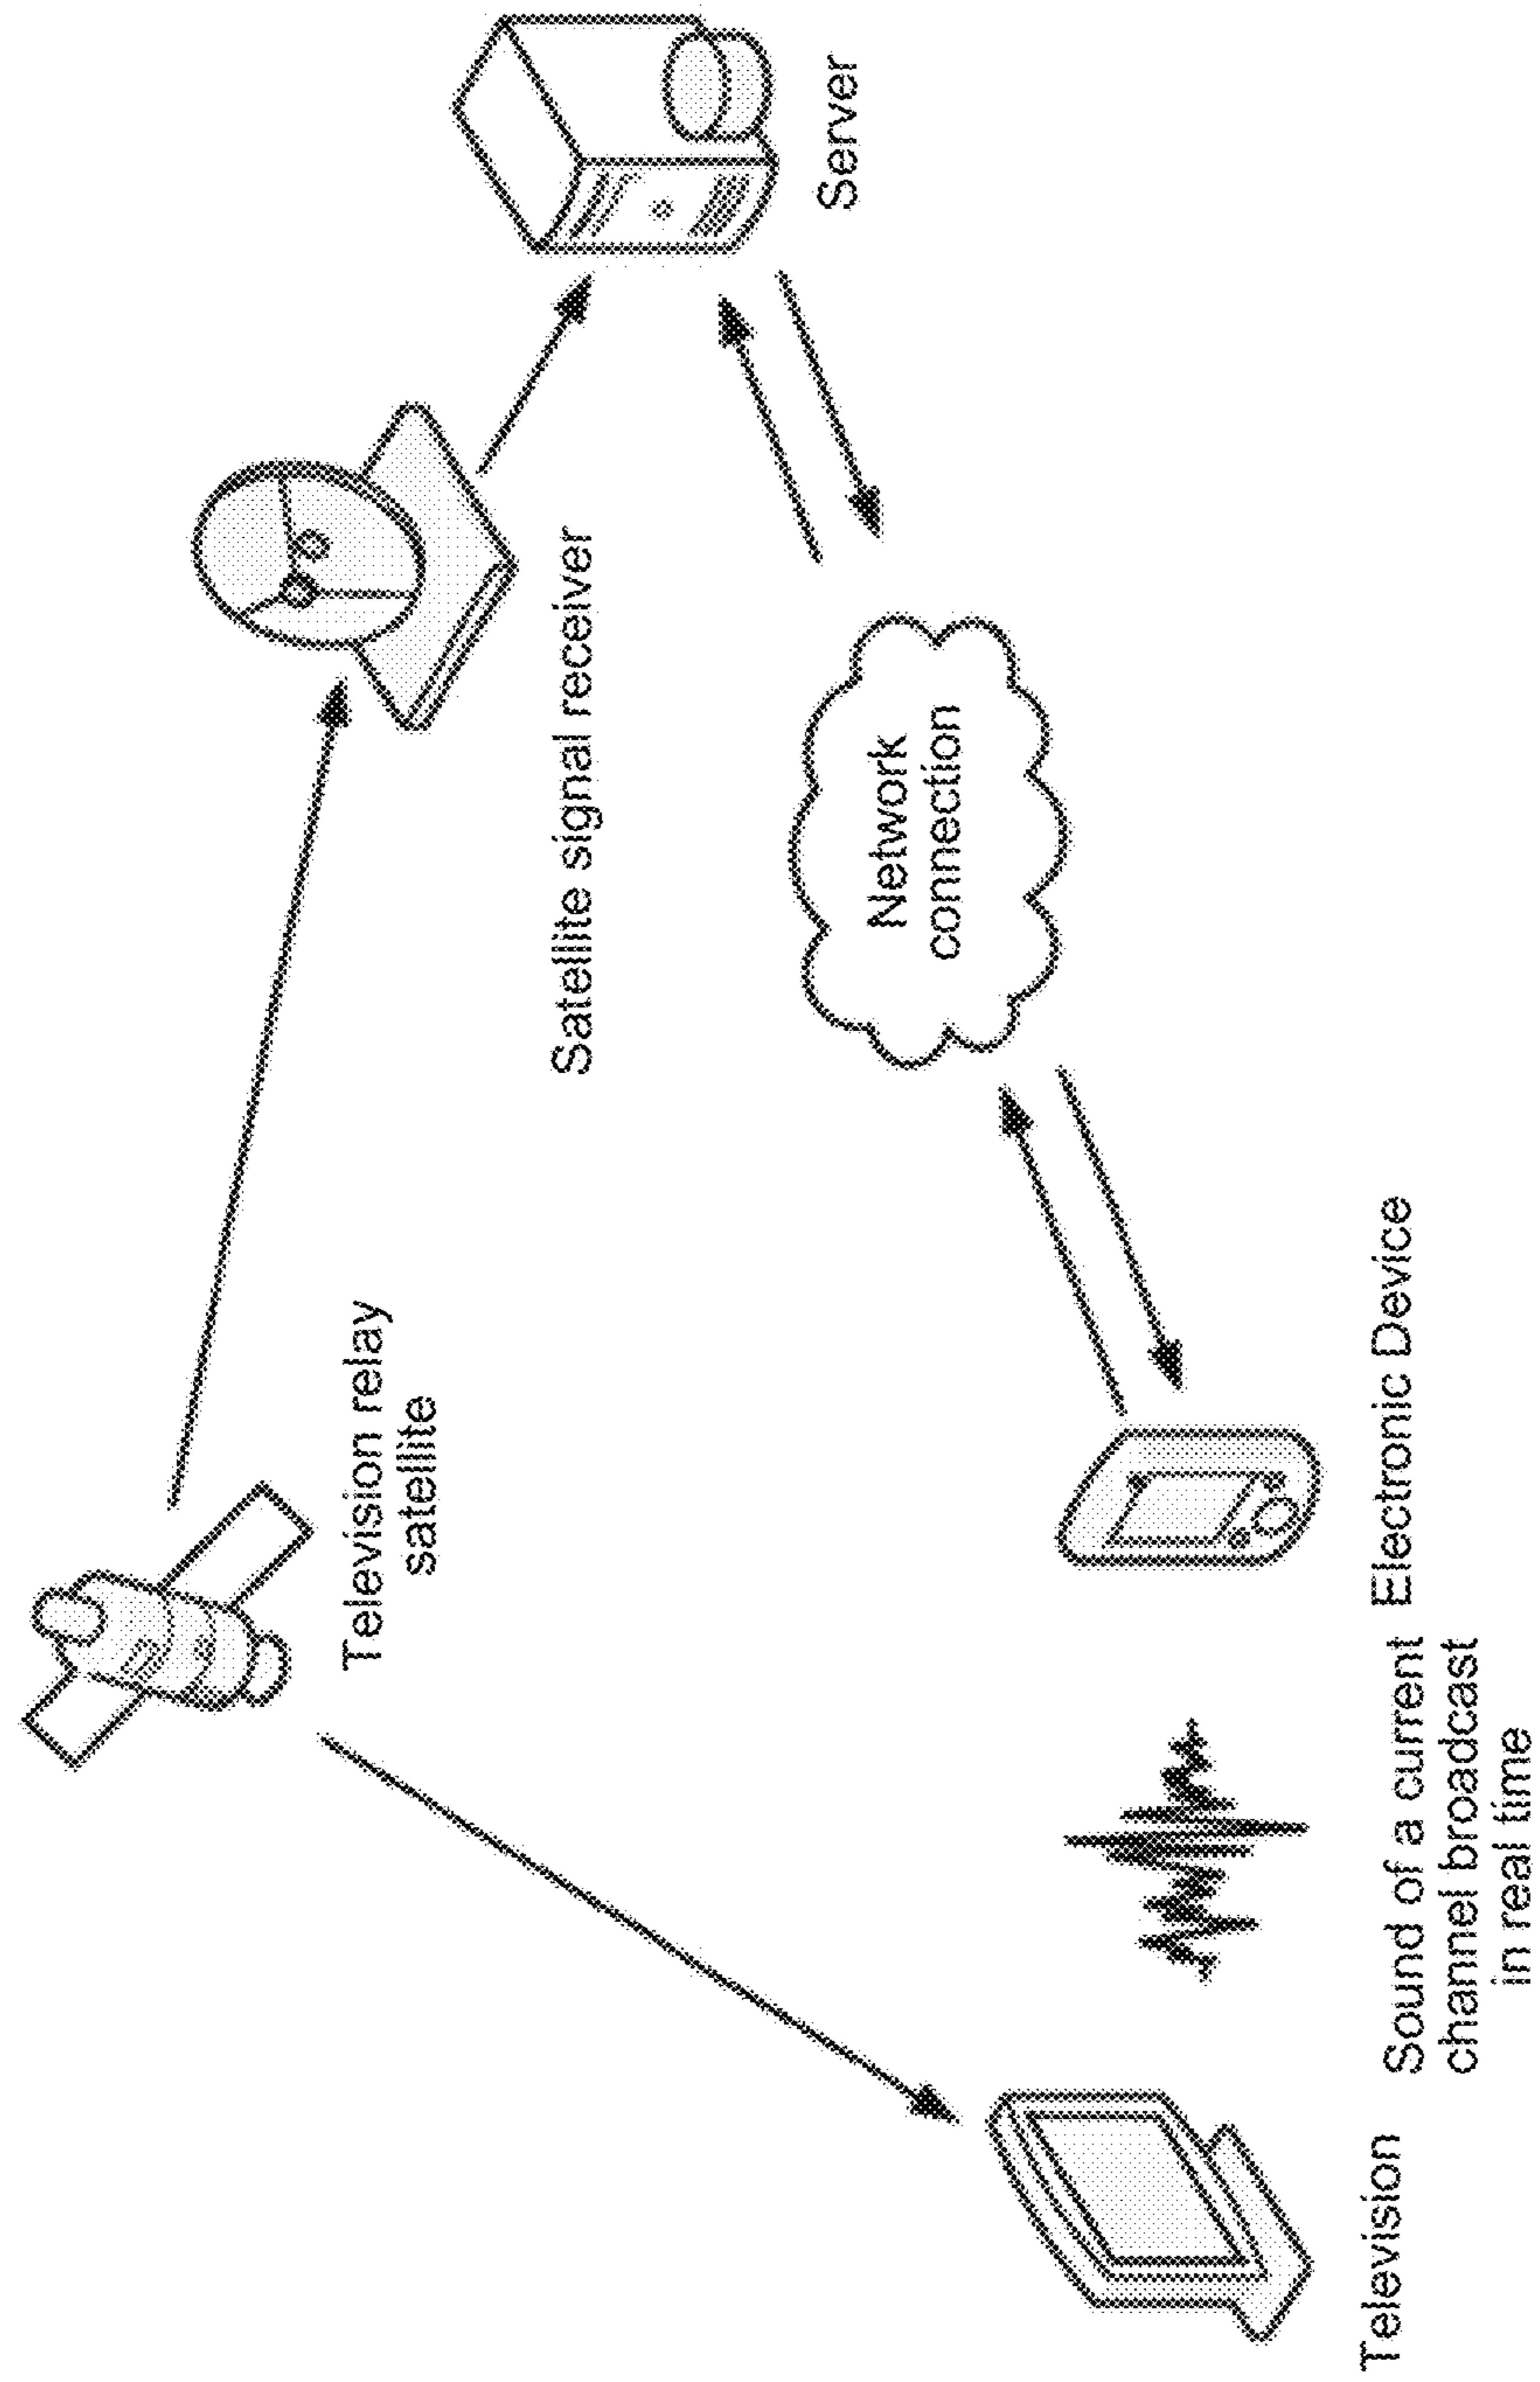 Television relay
satellite
Satellite signal receiver
Server
Network
connection
Television
Sound of a current
channel broadcast
in real time
Electronic Device